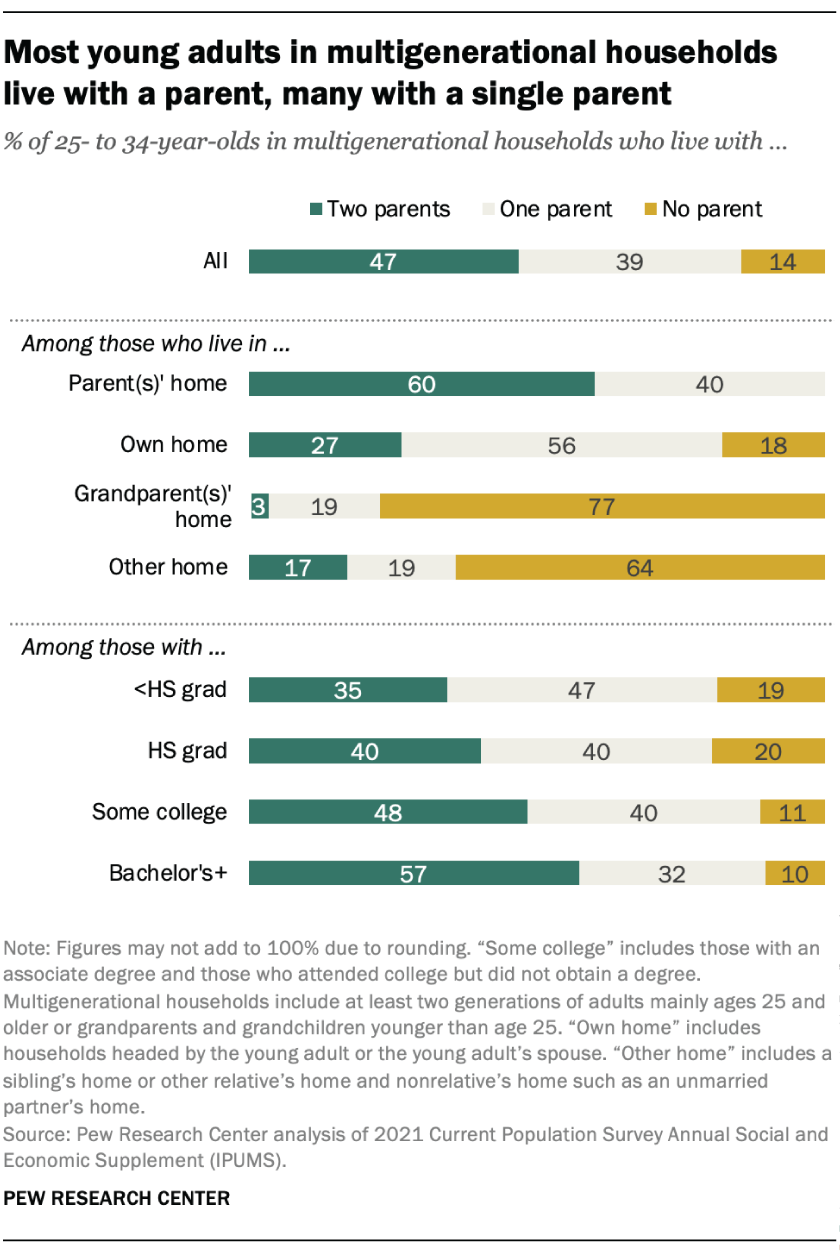 Most young adults in multigenerational households
live with a parent, many with a single parent
% of 25- to 34-year-olds in multigenerational households who live with ...
Two parents One parent No parent
All 47 39 14
Among those who live in ...
Parent(s)' home 60 40
Own home 27 56 18
Grandparent(s)'
home 3 19 77
Other home 17 19 64
Among those with ...
<HS grad 35 47 19
HS grad 40 40 20
Some college 48 40 11
Bachelor's+ 57 32 10
Note: Figures may not add to 100% due to rounding. “Some college” includes those with an
associate degree and those who attended college but did not obtain a degree.
Multigenerational households include at least two generations of adults mainly ages 25 and
older or grandparents and grandchildren younger than age 25. “Own home” includes
households headed by the young adult or the young adult’s spouse. “Other home” includes a
sibling’s home or other relative’s home and nonrelative’s home such as an unmarried
partner’s home.
Source: Pew Research Center analysis of 2021 Current Population Survey Annual Social and
Economic Supplement (IPUMS).
PEW RESEARCH CENTER